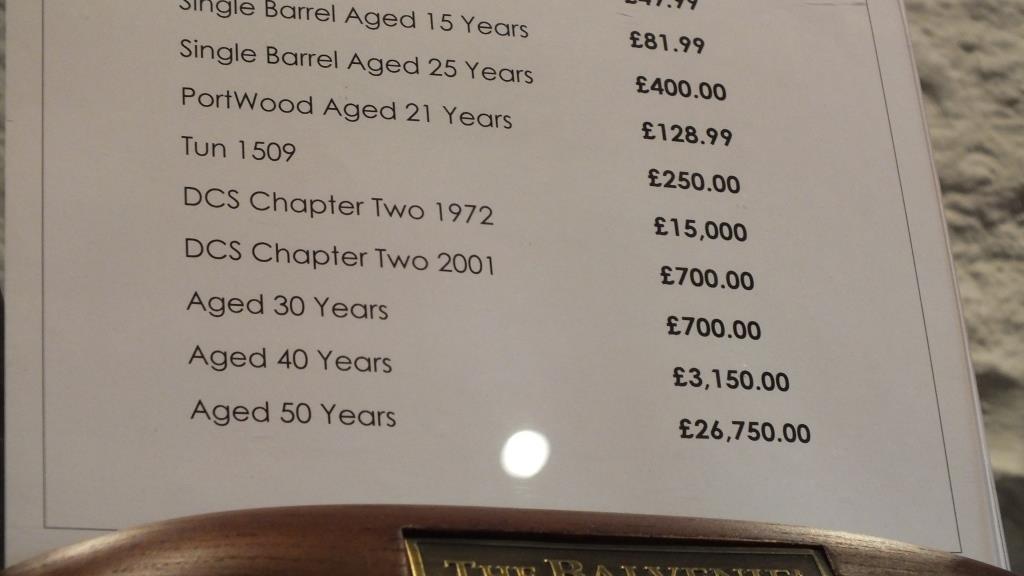 Single Barrel Aged 15 Years £81.99
Single Barrel Aged 25 Years £400.00
PortWood Aged 21 Years £128.99
Tun 1509 £250.00
DCS Chapter Two 1972 £15,000
DCS Chapter Two 2001 £700.00
Aged 30 Years £700.00
Aged 40 Years £3,150.00
Aged 50 Years £26,750.00
THE BALVENIE